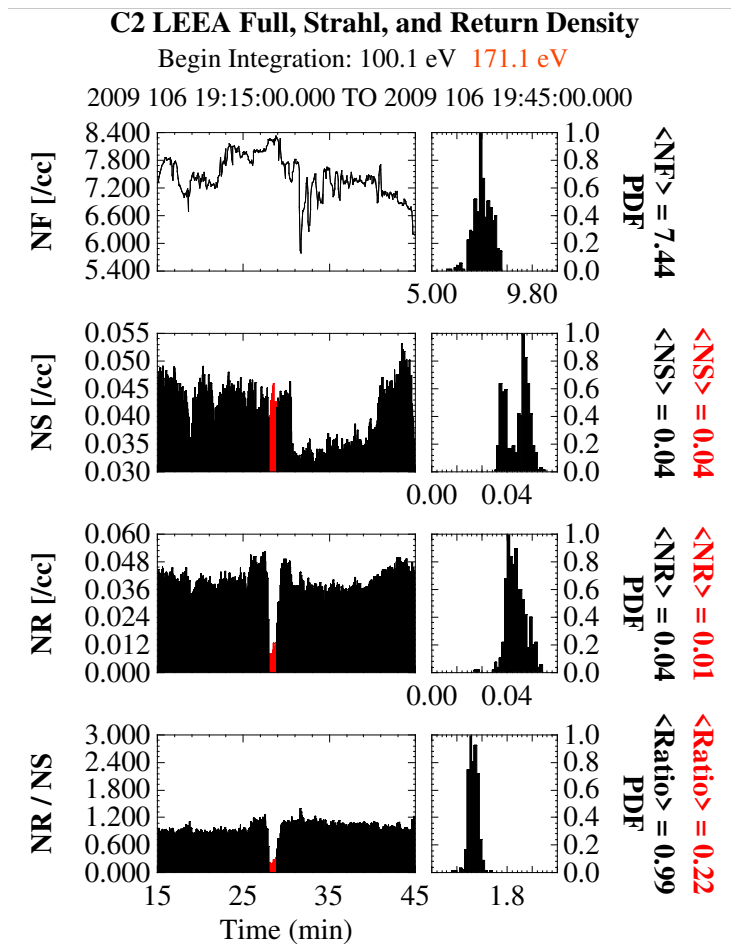 C2 LEEA Full, Strahl, and Return Density
Begin Integration: 100.1 eV 171.1 eV
2009 106 19:15:00.000 TO 2009 106 19:45:00.000
NF [/cc]
8.400
7.800
7.200
6.600
6.000
5.400
1.0
0.8
0.6
0.4
0.2
0.0
5.00 9.80
PDF
<NF> = 7.44
NS [/cc]
0.055
0.050
0.045
0.040
0.035
0.030
1.0
0.8
0.6
0.4
0.2
0.0
0.00 0.04
<NS> = 0.04
<NS> = 0.04
NR [/cc]
0.060
0.048
0.036
0.024
0.012
0.000
1.0
0.8
0.6
0.4
0.2
0.0
0.00 0.04
PDF
<NR> = 0.04
<NR> = 0.01
NR / NS
3.000
2.400
1.800
1.200
0.600
0.000
1.0
0.8
0.6
0.4
0.2
0.0
15 25 35 45
1.8
PDF
<Ratio> = 0.99
<Ratio> = 0.22
Time (min)